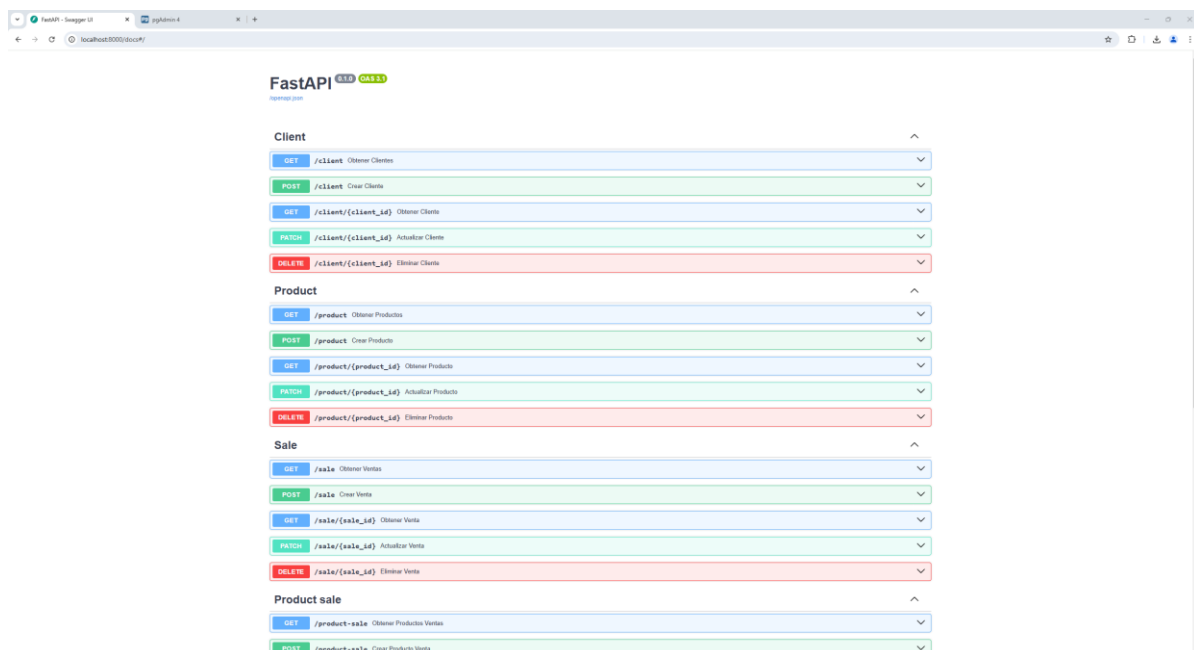 FastAPI - Swagger UI
pgAdmin 4
localhost:8000/docs#/
FastAPI 0.1.0 OAS 3.1
/openapi.json
Client
GET /client Obtener Clientes
POST /client Crear Cliente
GET /client/{client_id} Obtener Cliente
PATCH /client/{client_id} Actualizar Cliente
DELETE /client/{client_id} Eliminar Cliente
Product
GET /product Obtener Productos
POST /product Crear Producto
GET /product/{product_id} Obtener Producto
PATCH /product/{product_id} Actualizar Producto
DELETE /product/{product_id} Eliminar Producto
Sale
GET /sale Obtener Ventas
POST /sale Crear Venta
GET /sale/{sale_id} Obtener Venta
PATCH /sale/{sale_id} Actualizar Venta
DELETE /sale/{sale_id} Eliminar Venta
Product sale
GET /product-sale Obtener Productos Ventas
POST /product-sale Crear Producto Venta